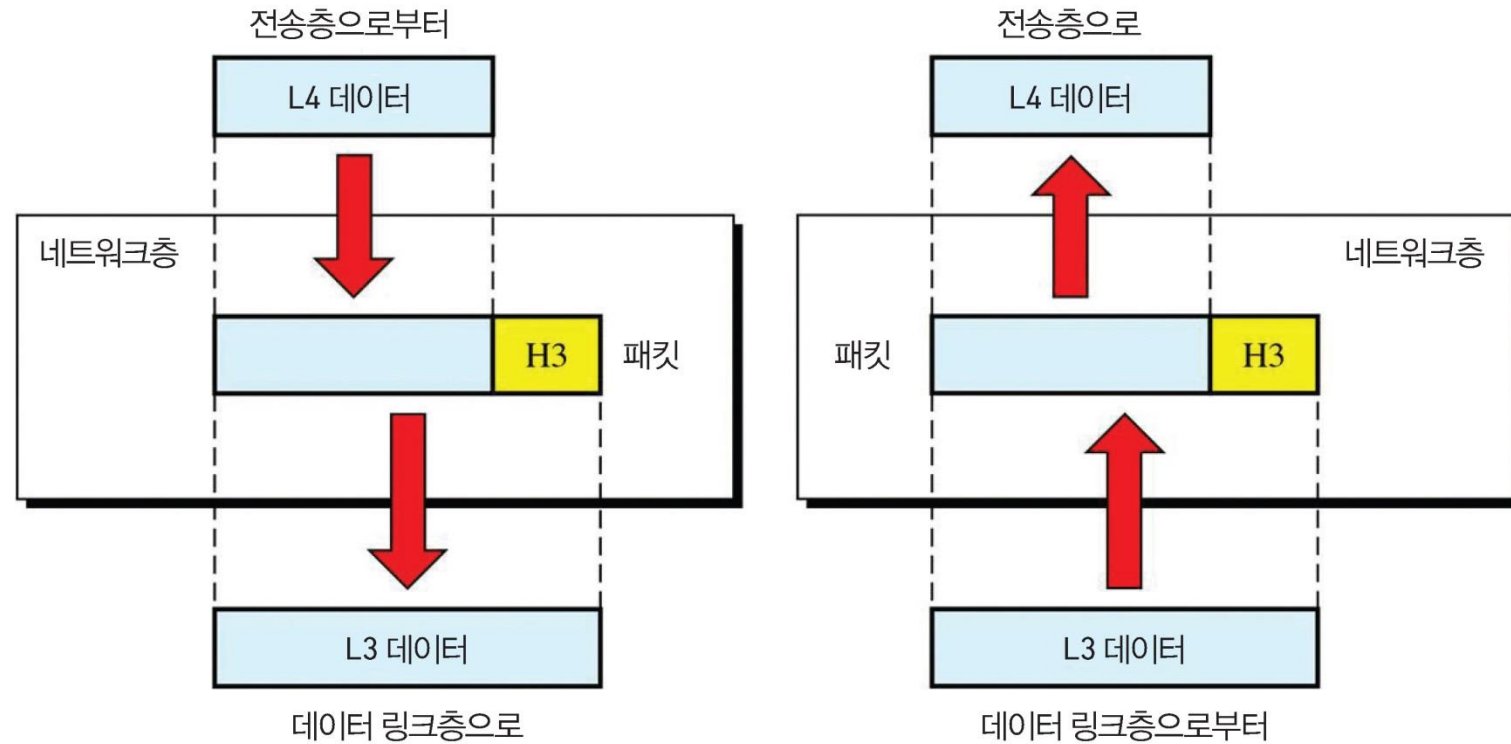 전송층으로부터
L4 데이터
네트워크층
H3
패킷
L3 데이터
데이터 링크층으로
전송층으로
L4 데이터
네트워크층
패킷
H3
L3 데이터
데이터 링크층으로부터